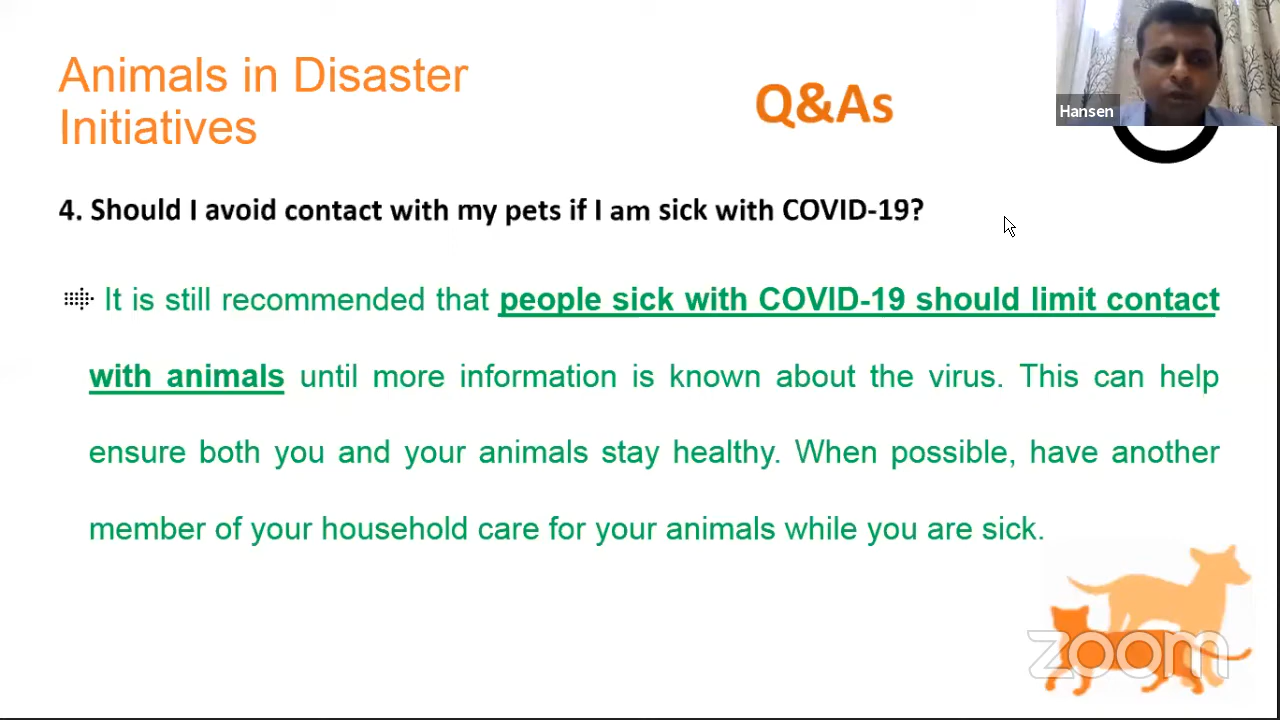 Animals in Disaster
Initiatives
Q&As
Hansen
4. Should I avoid contact with my pets if I am sick with COVID-19?
It is still recommended that people sick with COVID-19 should limit contact
with animals until more information is known about the virus. This can help
ensure both you and your animals stay healthy. When possible, have another
member of your household care for your animals while you are sick.
zoom